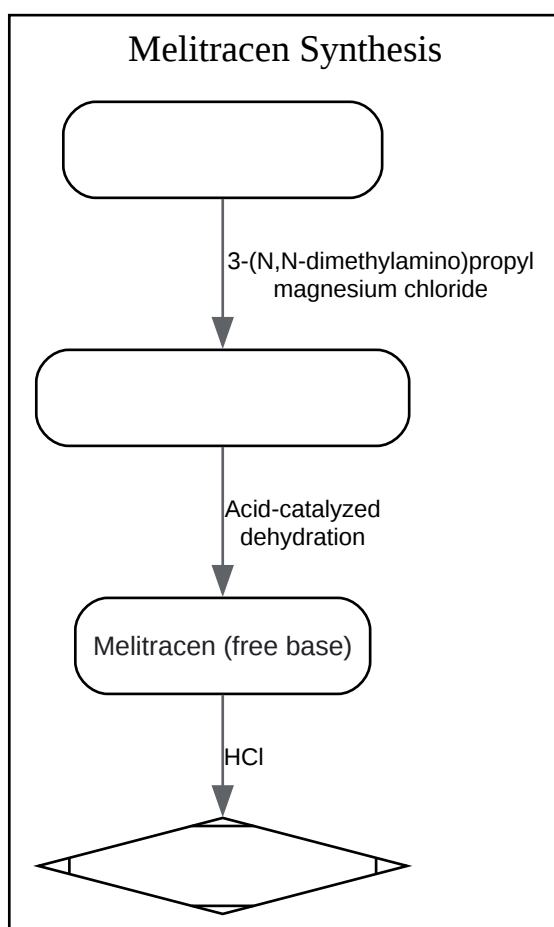 Melitracen Synthesis
3-(N,N-dimethylamino)propyl
magnesium chloride
Acid-catalyzed
dehydration
Melitracen (free base)
HCl